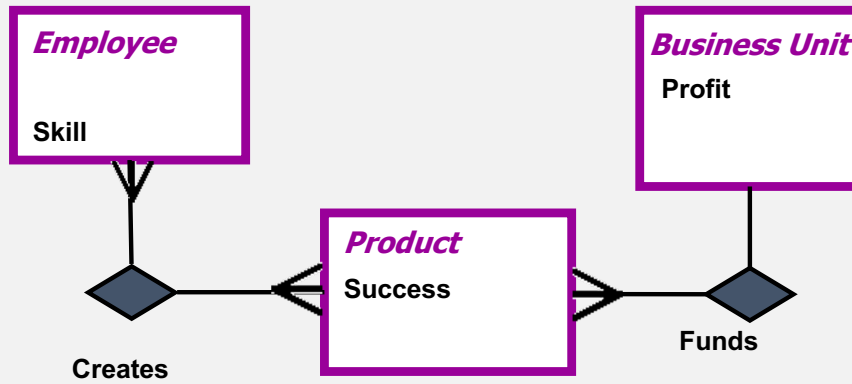 Employee
Skill
Business Unit
Profit
Product
Success
Creates
Funds